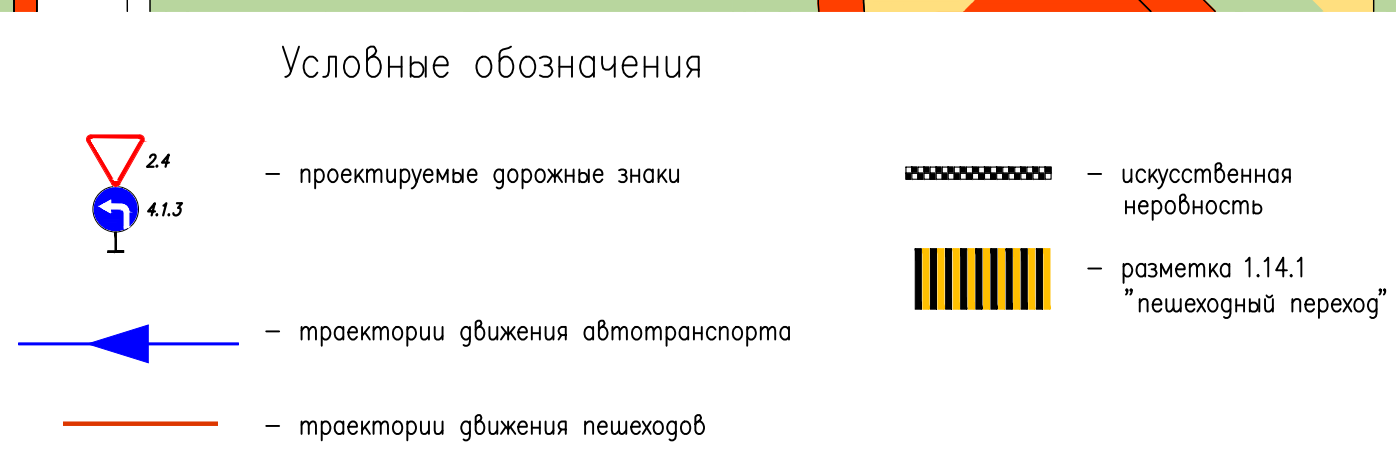 Условные обозначения
2.4
4.1.3
– проектируемые дорожные знаки
– траектории движения автотранспорта
– траектории движения пешеходов
– искусственная
неровность
– разметка 1.14.1
"пешеходный переход"